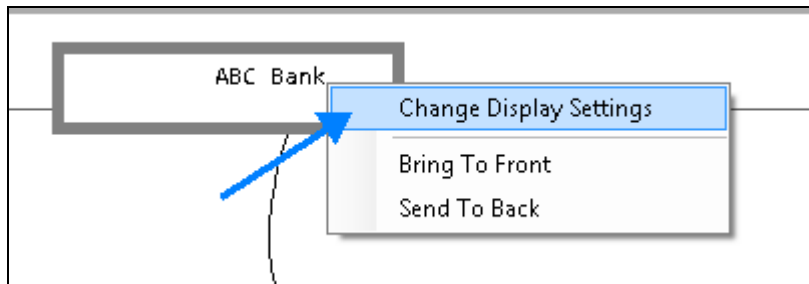 ABC Bank
Change Display Settings
Bring To Front
Send To Back